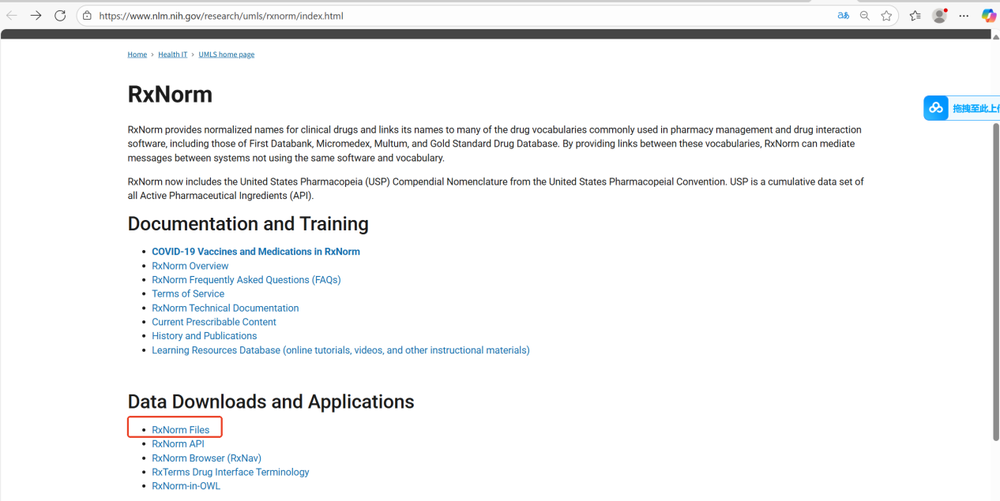 https://www.nlm.nih.gov/research/umls/rxnorm/index.html
Home › Health IT › UMLS home page
RxNorm
拖拽至此上
RxNorm provides normalized names for clinical drugs and links its names to many of the drug vocabularies commonly used in pharmacy management and drug interaction
software, including those of First Databank, Micromedex, Multum, and Gold Standard Drug Database. By providing links between these vocabularies, RxNorm can mediate
messages between systems not using the same software and vocabulary.
RxNorm now includes the United States Pharmacopeia (USP) Compendial Nomenclature from the United States Pharmacopeial Convention. USP is a cumulative data set of
all Active Pharmaceutical Ingredients (API).
Documentation and Training
• COVID-19 Vaccines and Medications in RxNorm
• RxNorm Overview
• RxNorm Frequently Asked Questions (FAQs)
• Terms of Service
• RxNorm Technical Documentation
• Current Prescribable Content
• History and Publications
• Learning Resources Database (online tutorials, videos, and other instructional materials)
Data Downloads and Applications
• RxNorm Files
• RxNorm API
• RxNorm Browser (RxNav)
• RxTerms Drug Interface Terminology
• RxNorm-in-OWL